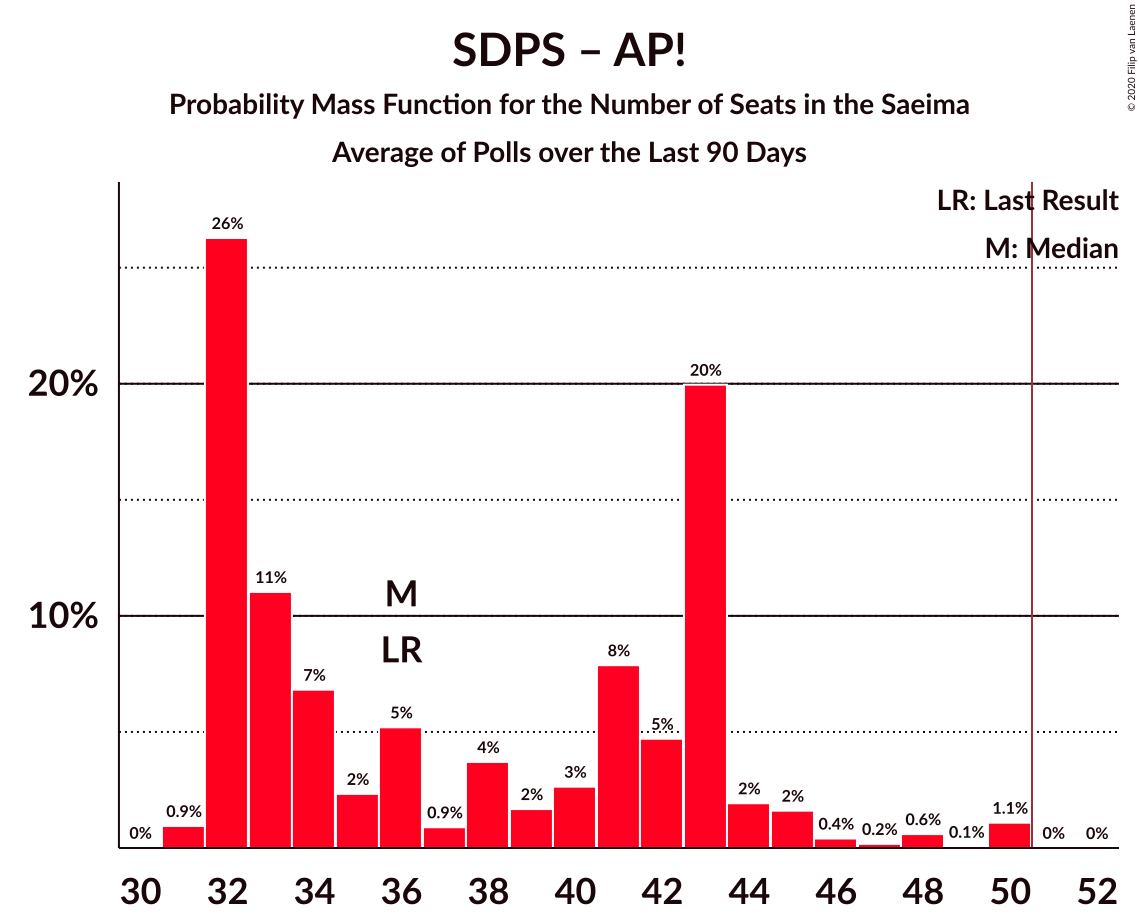 SDPS – AP!
Probability Mass Function for the Number of Seats in the Saeima
Average of Polls over the Last 90 Days
© 2020 Filip van Laenen
LR: Last Result
M: Median
26%
20%
20%
11%
M
10%
LR
8%
7%
5%
5%
4%
3%
2%
2%
2%
2%
0.9%
0.9%
1.1%
0.4%
0.2%
0.6%
0.1%
0%
0%
0%
30 32 34 36 38 40 42 44 46 48 50 52